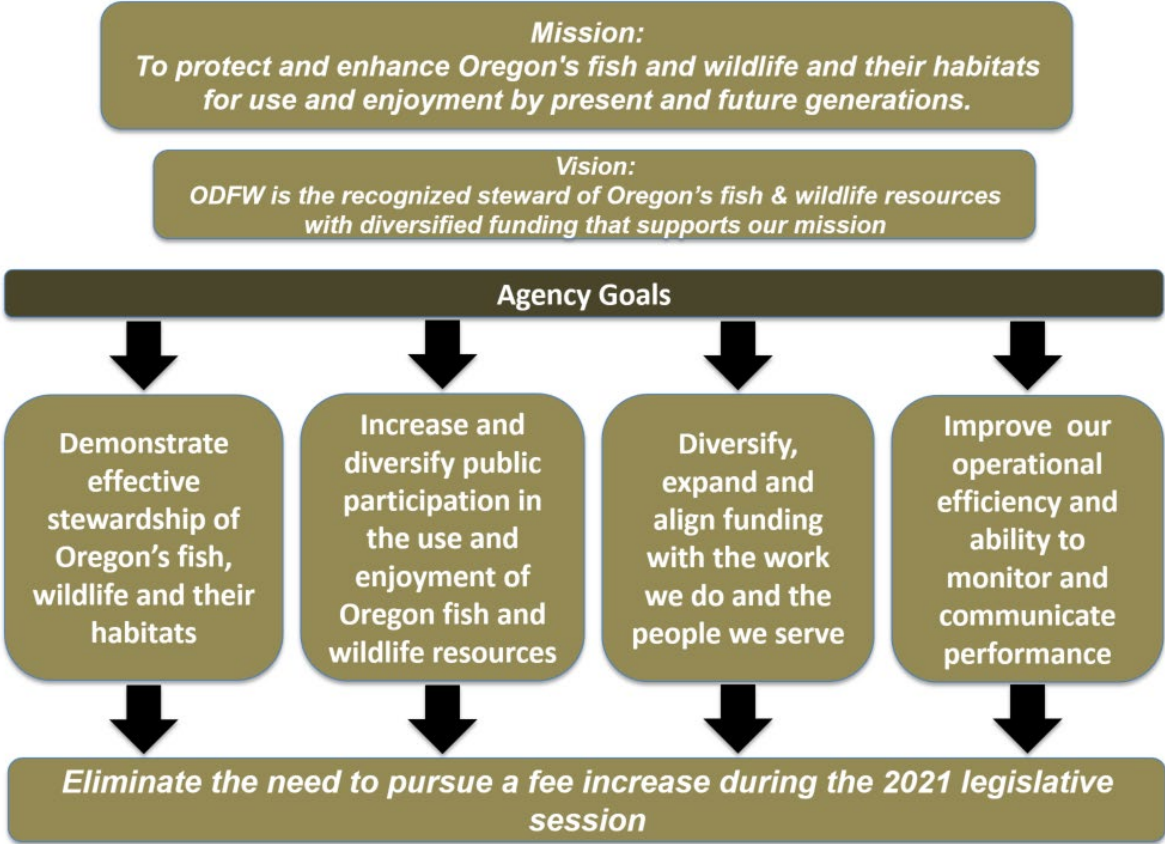 Mission:
To protect and enhance Oregon's fish and wildlife and their habitats
for use and enjoyment by present and future generations.
Vision:
ODFW is the recognized steward of Oregon’s fish & wildlife resources
with diversified funding that supports our mission
Agency Goals
Demonstrate
effective
stewardship of
Oregon’s fish,
wildlife and their
habitats
Increase and
diversify public
participation in
the use and
enjoyment of
Oregon fish and
wildlife resources
Diversify,
expand and
align funding
with the work
we do and the
people we serve
Improve our
operational
efficiency and
ability to
monitor and
communicate
performance
Eliminate the need to pursue a fee increase during the 2021 legislative
session